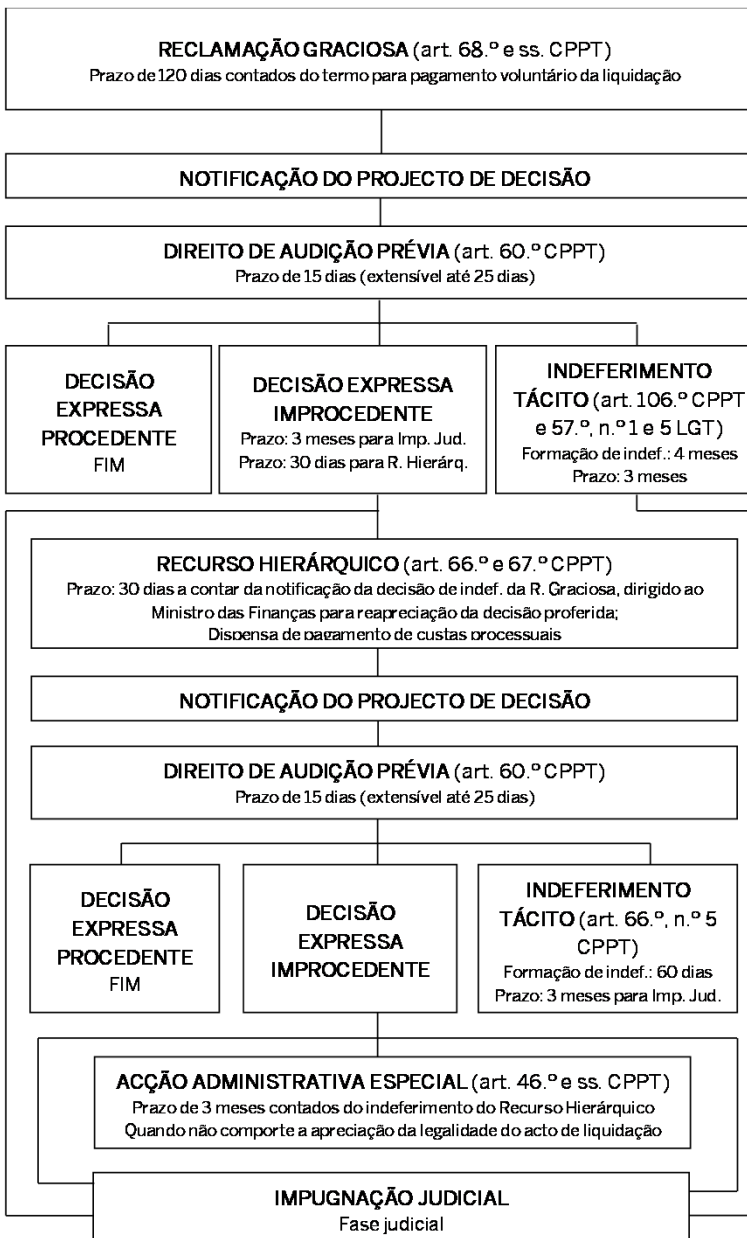 RECLAMAÇÃO GRACIOSA (art. 68.º e ss. CPPT)
Prazo de 120 dias contados do termo para pagamento voluntário da liquidação
NOTIFICAÇÃO DO PROJECTO DE DECISÃO
DIREITO DE AUDIÇÃO PRÉVIA (art. 60.º CPPT)
Prazo de 15 dias (extensível até 25 dias)
DECISÃO
EXPRESSA
PROCEDENTE
FIM
DECISÃO EXPRESSA
IMPROCEDENTE
Prazo: 3 meses para Imp. Jud.
Prazo: 30 dias para R. Hierárq.
INDEFERIMENTO
TÁCITO (art. 106.º CPPT
e 57.º, n.º 1 e 5 LGT)
Formação de indef.: 4 meses
Prazo: 3 meses
RECURSO HIERÁRQUICO (art. 66.º e 67.º CPPT)
Prazo: 30 dias a contar da notificação da decisão de indef. da R. Graciosa, dirigido ao
Ministro das Finanças para reapreciação da decisão proferida;
Dispensa de pagamento de custas processuais
NOTIFICAÇÃO DO PROJECTO DE DECISÃO
DIREITO DE AUDIÇÃO PRÉVIA (art. 60.º CPPT)
Prazo de 15 dias (extensível até 25 dias)
DECISÃO
EXPRESSA
PROCEDENTE
FIM
DECISÃO
EXPRESSA
IMPROCEDENTE
INDEFERIMENTO
TÁCITO (art. 66.º, n.º 5
CPPT)
Formação de indef.: 60 dias
Prazo: 3 meses para Imp. Jud.
ACÇÃO ADMINISTRATIVA ESPECIAL (art. 46.º e ss. CPPT)
Prazo de 3 meses contados do indeferimento do Recurso Hierárquico
Quando não comporte a apreciação da legalidade do acto de liquidação
IMPUGNAÇÃO JUDICIAL
Fase judicial